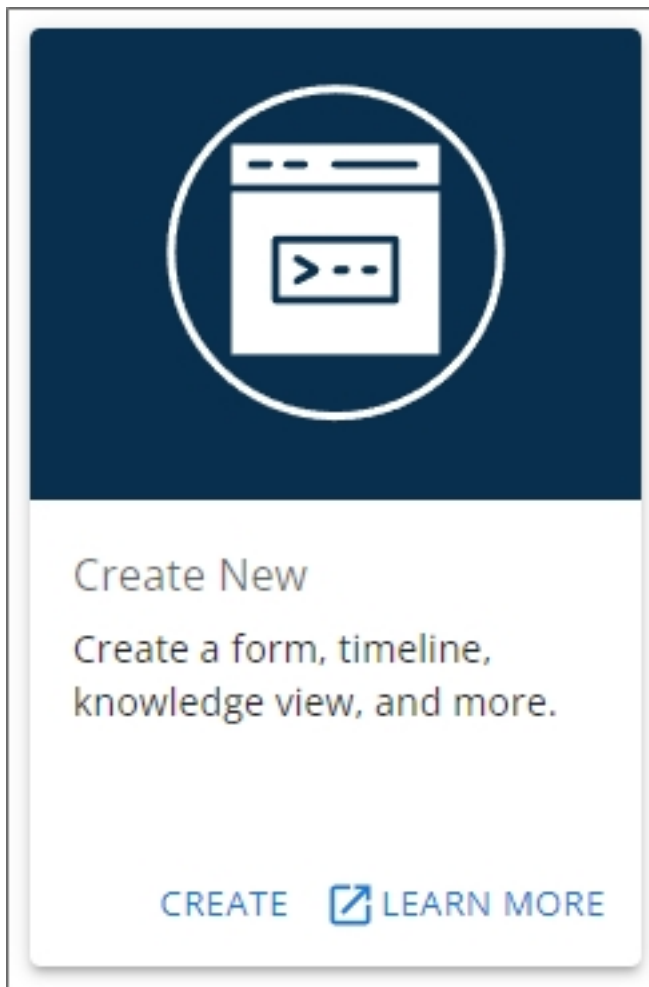 Create New
Create a form, timeline,
knowledge view, and more.
CREATE LEARN MORE